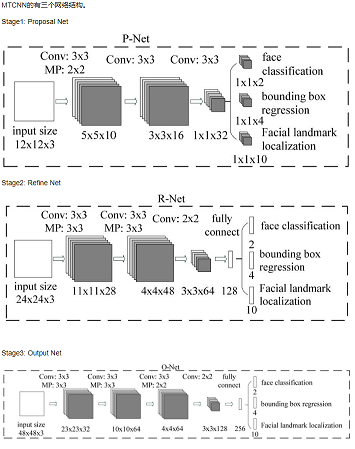 MTCNN的有三个网络结构。
Stage1: Proposal Net
P-Net
Conv: 3x3 Conv: 3x3 Conv: 3x3
MP: 2x2
face
classification
1x1x2
bounding box
regression
1x1x4
Facial landmark
localization
1x1x10
input size
12x12x3
5x5x10
3x3x16
1x1x32
Stage2: Refine Net
R-Net
Conv: 3x3 Conv: 3x3 Conv: 2x2 fully
MP: 3x3 MP: 3x3 connect
face classification
2
bounding box
regression
4
Facial landmark
localization
10
input size
24x24x3
11x11x28
4x4x48
3x3x64
128
Stage3: Output Net
O-Net
Conv: 3x3 Conv: 3x3 Conv: 3x3 Conv: 2x2 fully
MP: 3x3 MP: 3x3 MP: 2x2 connect
face classification
2
bounding box regression
4
Facial landmark localization
10
input size
48x48x3
23x23x32
10x10x64
4x4x64
3x3x128
256